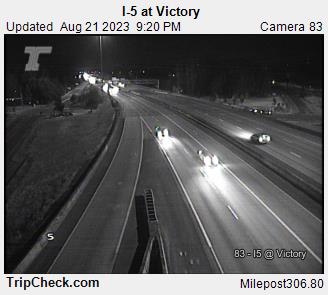 I-5 at Victory
Updated Aug 21 2023 9:20 PM Camera 83
T
S
83 - I5 @ Victory
TripCheck.com Milepost306.80